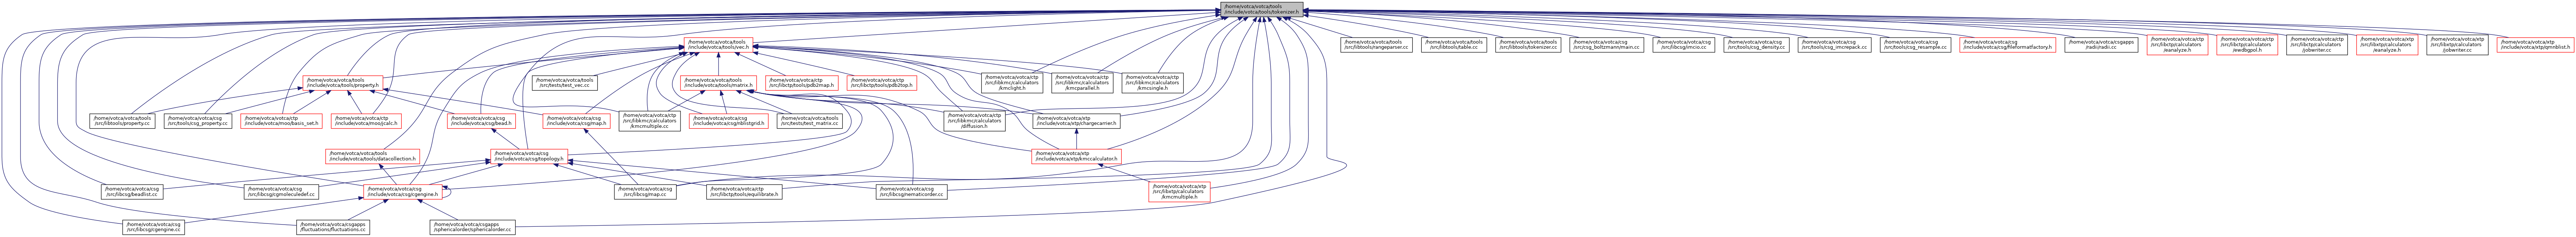 /home/votca/votca/tools
/include/votca/tools/tokenizer.h
/home/votca/votca/tools
/include/votca/tools/vec.h
/home/votca/votca/tools
/src/libtools/rangeparser.cc
/home/votca/votca/tools
/src/libtools/table.cc
/home/votca/votca/tools
/src/libtools/tokenizer.cc
/home/votca/votca/csg
/src/csg_boltzmann/main.cc
/home/votca/votca/csg
/src/libcsg/imcio.cc
/home/votca/votca/csg
/src/tools/csg_density.cc
/home/votca/votca/csg
/src/tools/csg_imcrepack.cc
/home/votca/votca/csg
/src/tools/csg_resample.cc
/home/votca/votca/csg
/include/votca/csg/fileformatfactory.h
/home/votca/votca/csgapps
/radii/radii.cc
/home/votca/votca/ctp
/src/libctp/calculators
/eanalyze.h
/home/votca/votca/ctp
/src/libctp/calculators
/ewdbgpol.h
/home/votca/votca/ctp
/src/libctp/calculators
/jobwriter.cc
/home/votca/votca/xtp
/src/libxtp/calculators
/eanalyze.h
/home/votca/votca/xtp
/src/libxtp/calculators
/jobwriter.cc
/home/votca/votca/xtp
/include/votca/xtp/qmnblist.h
/home/votca/votca/tools
/include/votca/tools/property.h
/home/votca/votca/tools
/src/tests/test_vec.cc
/home/votca/votca/tools
/include/votca/tools/matrix.h
/home/votca/votca/ctp
/src/libctp/tools/pdb2map.h
/home/votca/votca/ctp
/src/libctp/tools/pdb2top.h
/home/votca/votca/ctp
/src/libkmc/calculators
/kmclight.h
/home/votca/votca/ctp
/src/libkmc/calculators
/kmcparallel.h
/home/votca/votca/ctp
/src/libkmc/calculators
/kmcsingle.h
/home/votca/votca/tools
/src/libtools/property.cc
/home/votca/votca/csg
/src/tools/csg_property.cc
/home/votca/votca/ctp
/include/votca/moo/basis_set.h
/home/votca/votca/ctp
/include/votca/moo/jcalc.h
/home/votca/votca/csg
/include/votca/csg/bead.h
/home/votca/votca/csg
/include/votca/csg/map.h
/home/votca/votca/ctp
/src/libkmc/calculators
/kmcmultiple.cc
/home/votca/votca/csg
/include/votca/csg/nblistgrid.h
/home/votca/votca/tools
/src/tests/test_matrix.cc
/home/votca/votca/ctp
/src/libkmc/calculators
/diffusion.h
/home/votca/votca/xtp
/include/votca/xtp/chargecarrier.h
/home/votca/votca/tools
/include/votca/tools/datacollection.h
/home/votca/votca/csg
/include/votca/csg/topology.h
/home/votca/votca/xtp
/include/votca/xtp/kmccalculator.h
/home/votca/votca/csg
/src/libcsg/beadlist.cc
/home/votca/votca/csg
/src/libcsg/cgmoleculedef.cc
/home/votca/votca/csg
/include/votca/csg/cgengine.h
/home/votca/votca/csg
/src/libcsg/map.cc
/home/votca/votca/ctp
/src/libctp/tools/equilibrate.h
/home/votca/votca/csg
/src/libcsg/nematicorder.cc
/home/votca/votca/xtp
/src/libxtp/calculators
/kmcmultiple.h
/home/votca/votca/csg
/src/libcsg/cgengine.cc
/home/votca/votca/csgapps
/fluctuations/fluctuations.cc
/home/votca/votca/csgapps
/sphericalorder/sphericalorder.cc